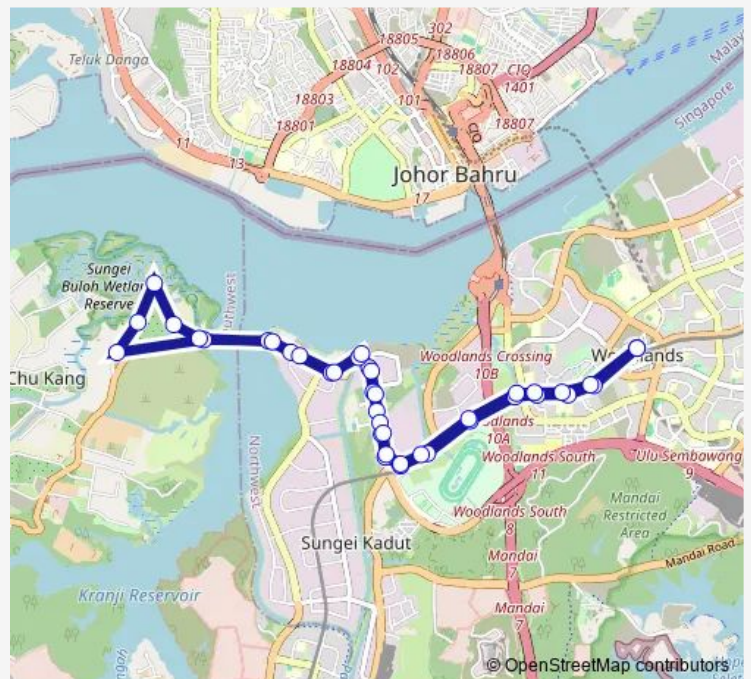 302
18805
18806
Teluk Danga
18804 102
18807 CIQ
1401
18803
101
18801
18807
CIQ
11
13
Malay
Singapore
Johor Bahru
17
Sungei
Buloh Wetla
Reserve
uthwest
Woodlands Crossing
10B
Wo lands
Chu Kang
dlands
10A
Woodlands South
11
Ulu Sembawang
9
Northwest
Woodlands South
8
Mandai
Restricted
Area
Sungei Kadut
Mandai
7
Mandai Road
Kranji Reservoir
Mandai
7
© OpenStreetMap contributors